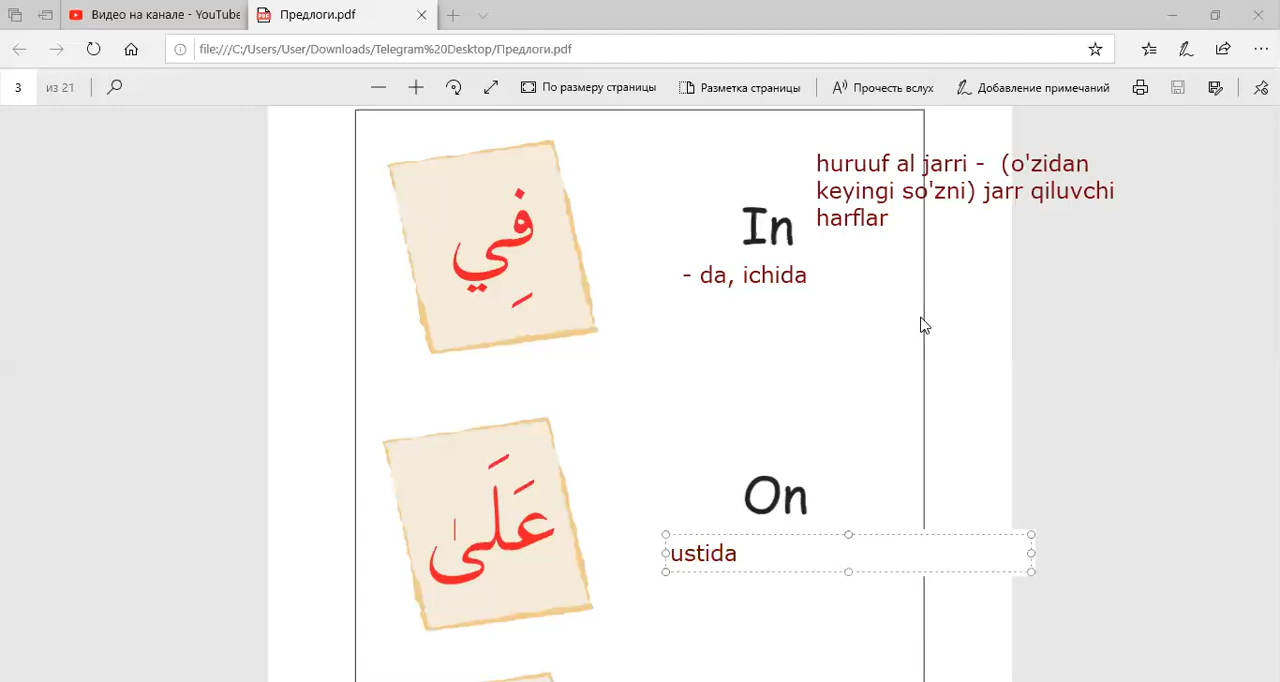 Видео на канале - YouTube
Предлоги.pdf
file:///C:/Users/User/Downloads/Telegram%20Desktop/Предлоги.pdf
3 из 21
По размеру страницы
Разметка страницы
Прочесть вслух
Добавление примечаний
huruuf al jarri - (o'zidan
keyingi so'zni) jarr qiluvchi
harflar
فِي
In
- da, ichida
عَلَى
On
ustida